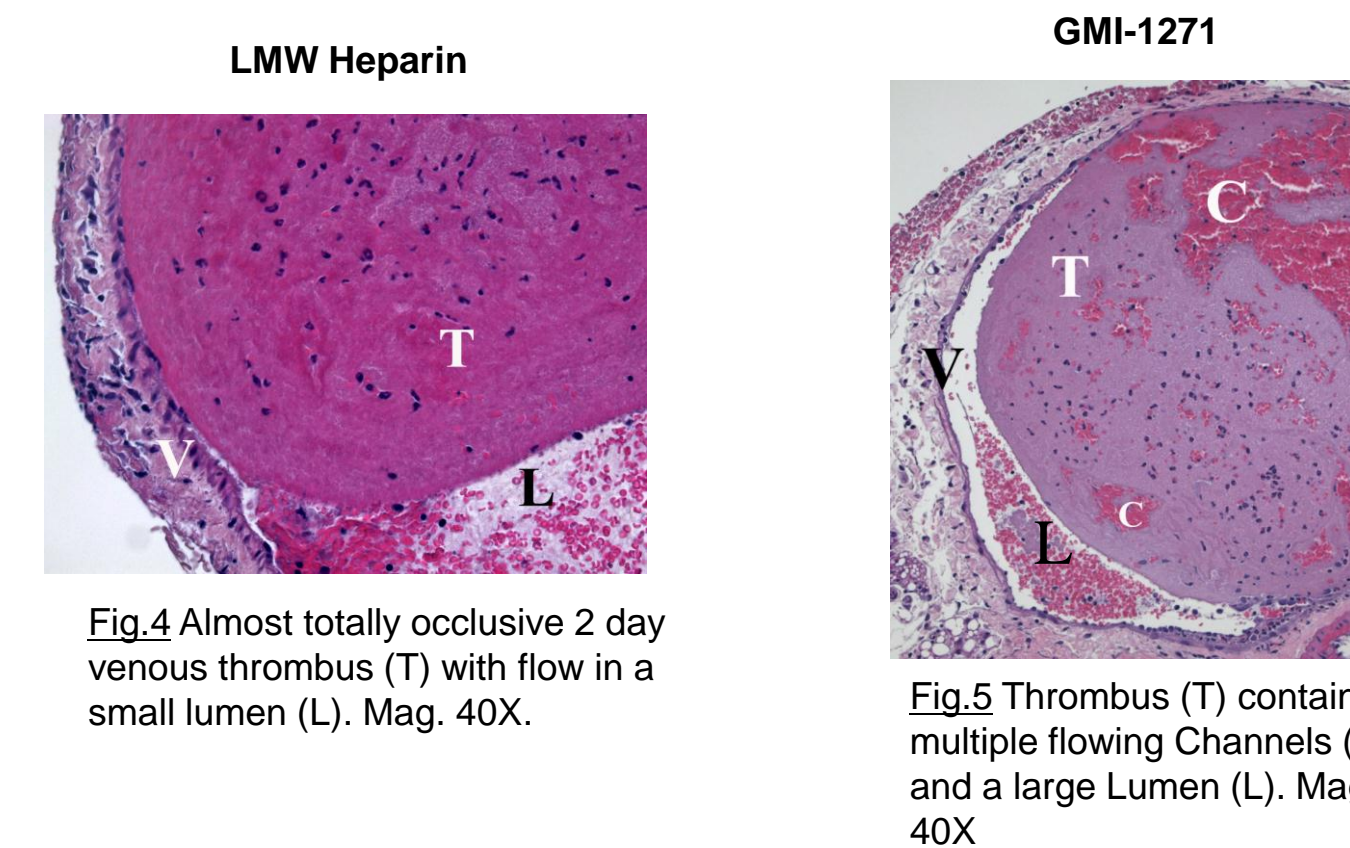 LMW Heparin
T
V
L
Fig.4 Almost totally occlusive 2 day
venous thrombus (T) with flow in a
small lumen (L). Mag. 40X.
GMI-1271
C
T
V
C
L
Fig.5 Thrombus (T) contain
multiple flowing Channels (
and a large Lumen (L). Ma
40X